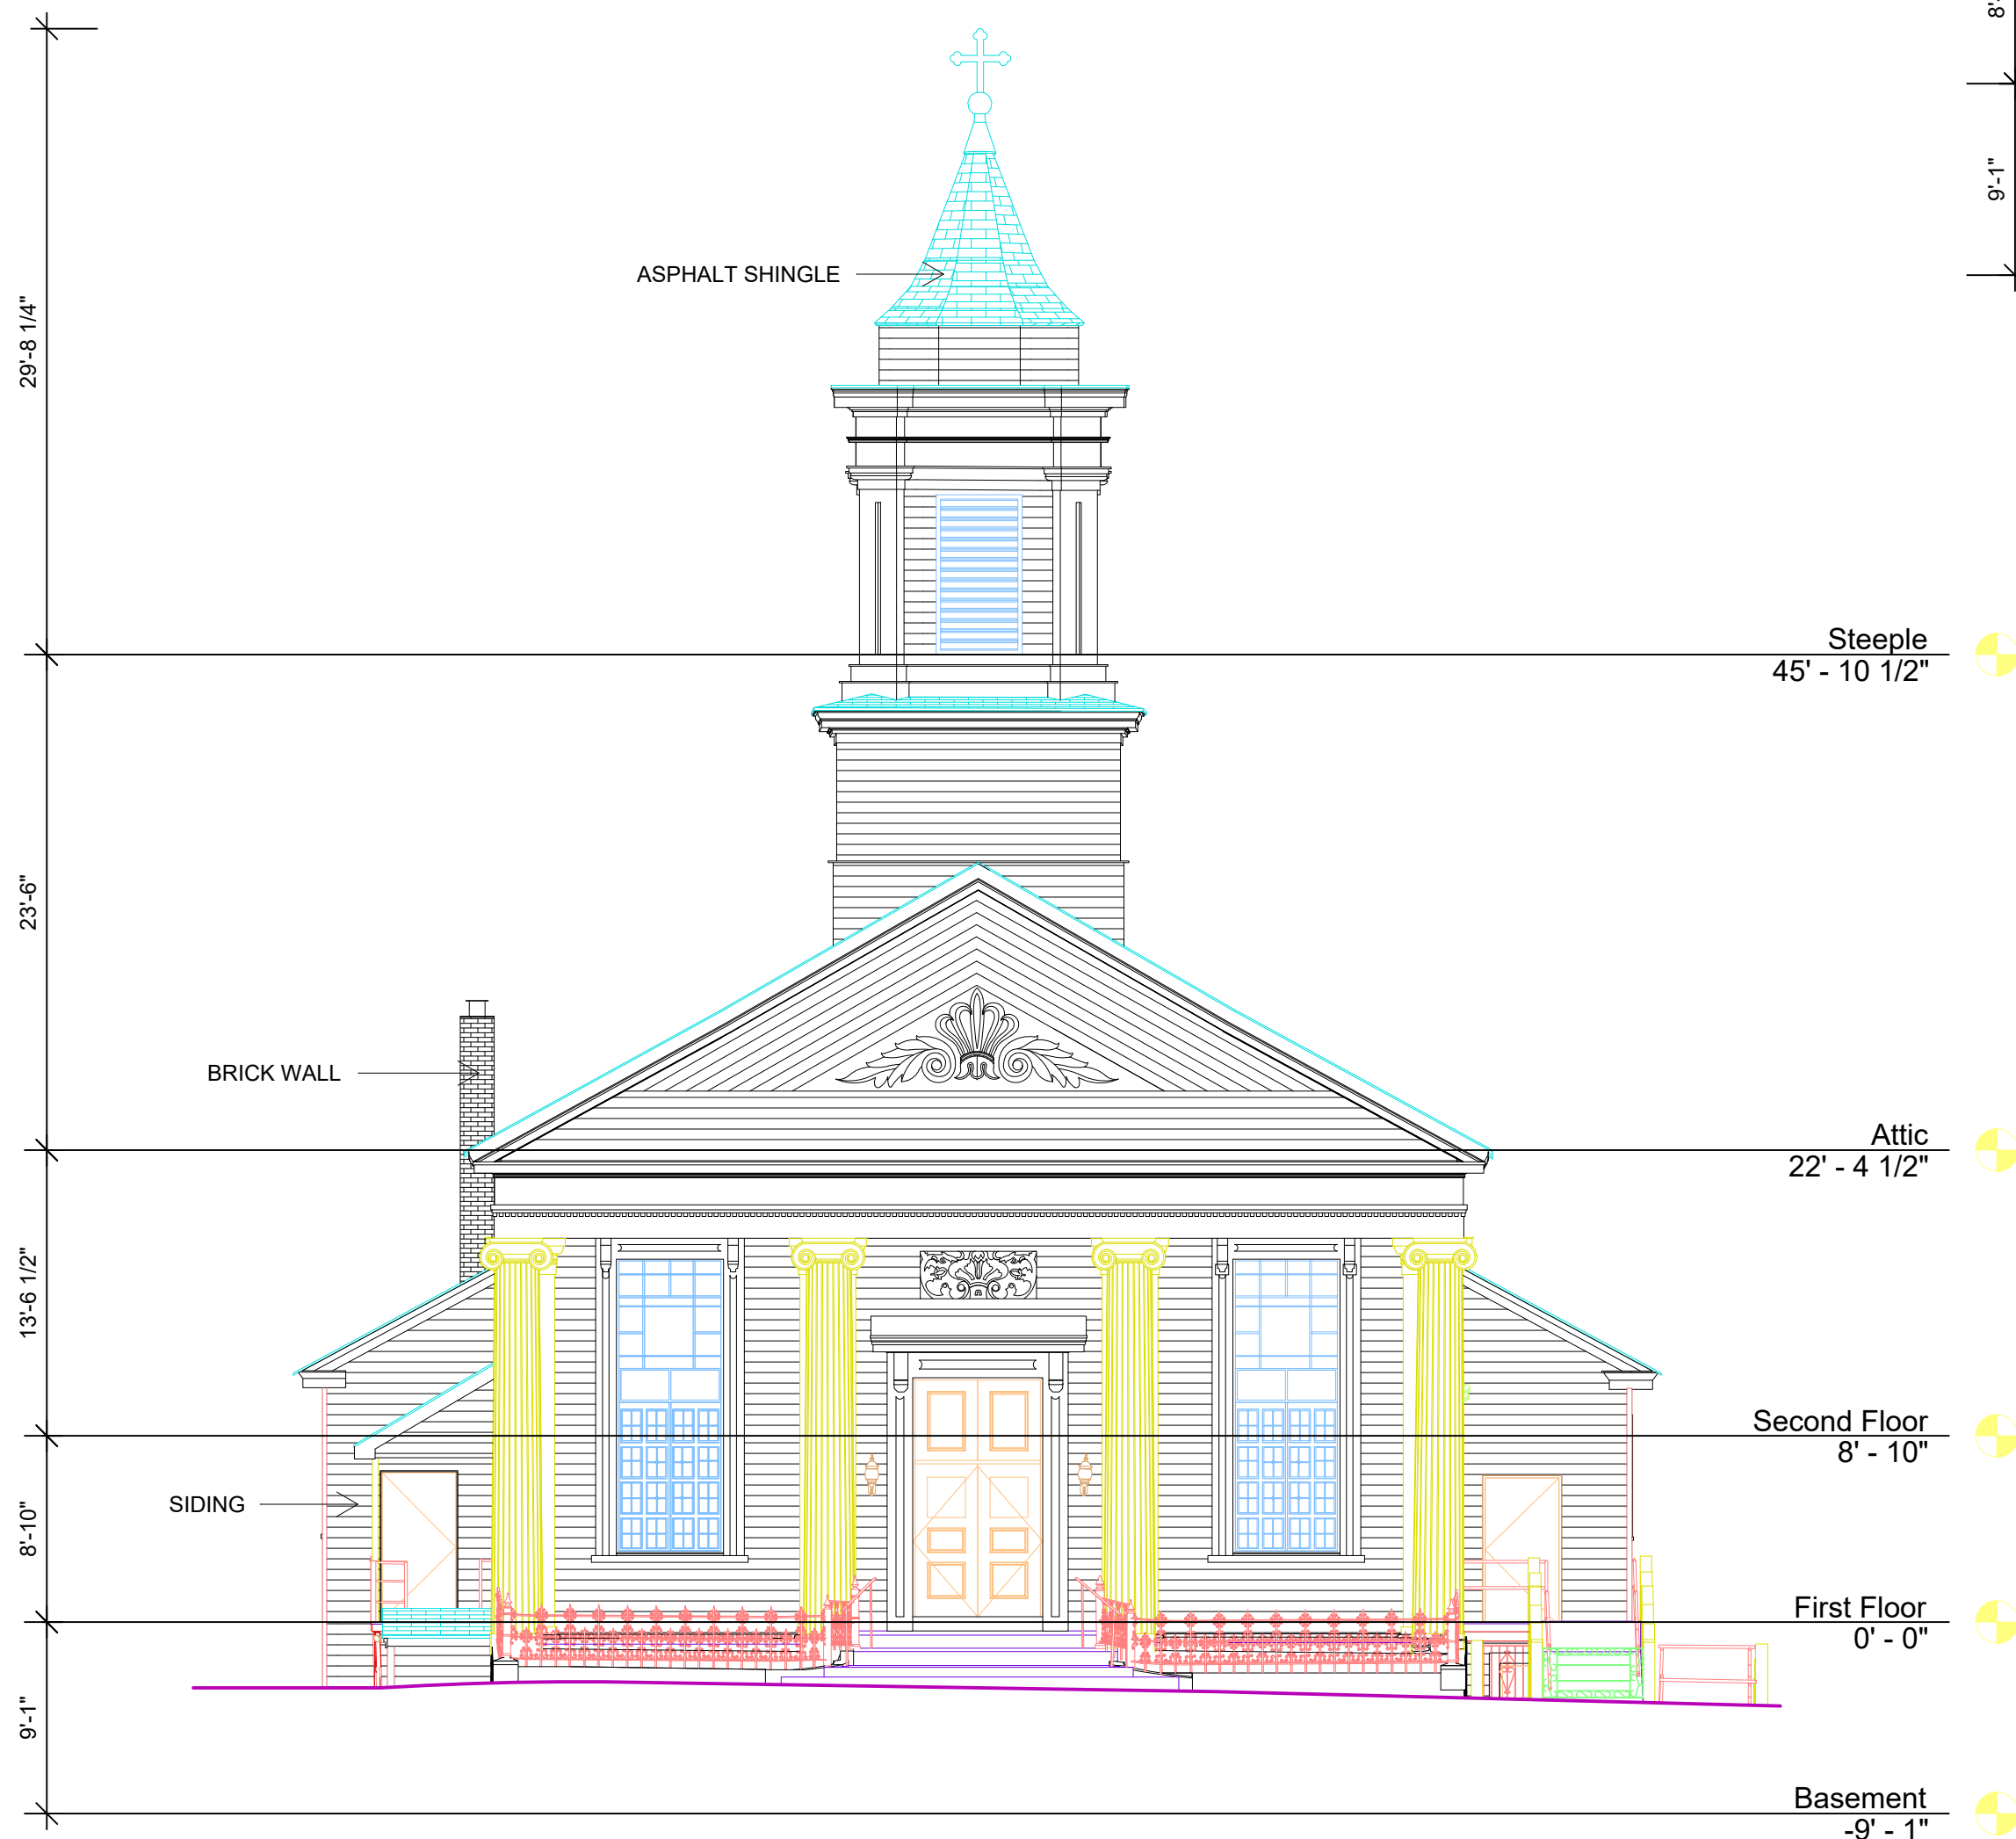 8'-
9'-1"
ASPHALT SHINGLE
29'-8 1/4"
Steeple
45' - 10 1/2"
23'-6"
BRICK WALL
Attic
22' - 4 1/2"
13'-6 1/2"
Second Floor
8' - 10"
SIDING
8'-10"
First Floor
0' - 0"
9'-1"
Basement
-9' - 1"